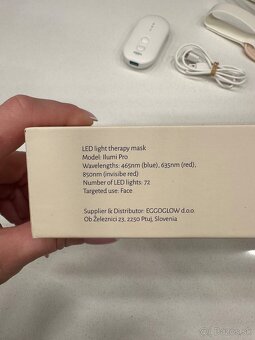 LED light therapy mask
Model: Ilumi Pro
Wavelengths: 465nm (blue), 635nm (red),
850nm (invisibe red)
Number of LED lights: 72
Targeted use: Face
Supplier & Distributor: EGGOGLOW d.o.o
Ob Železnici 23, 2250 Ptuj, Slovenia